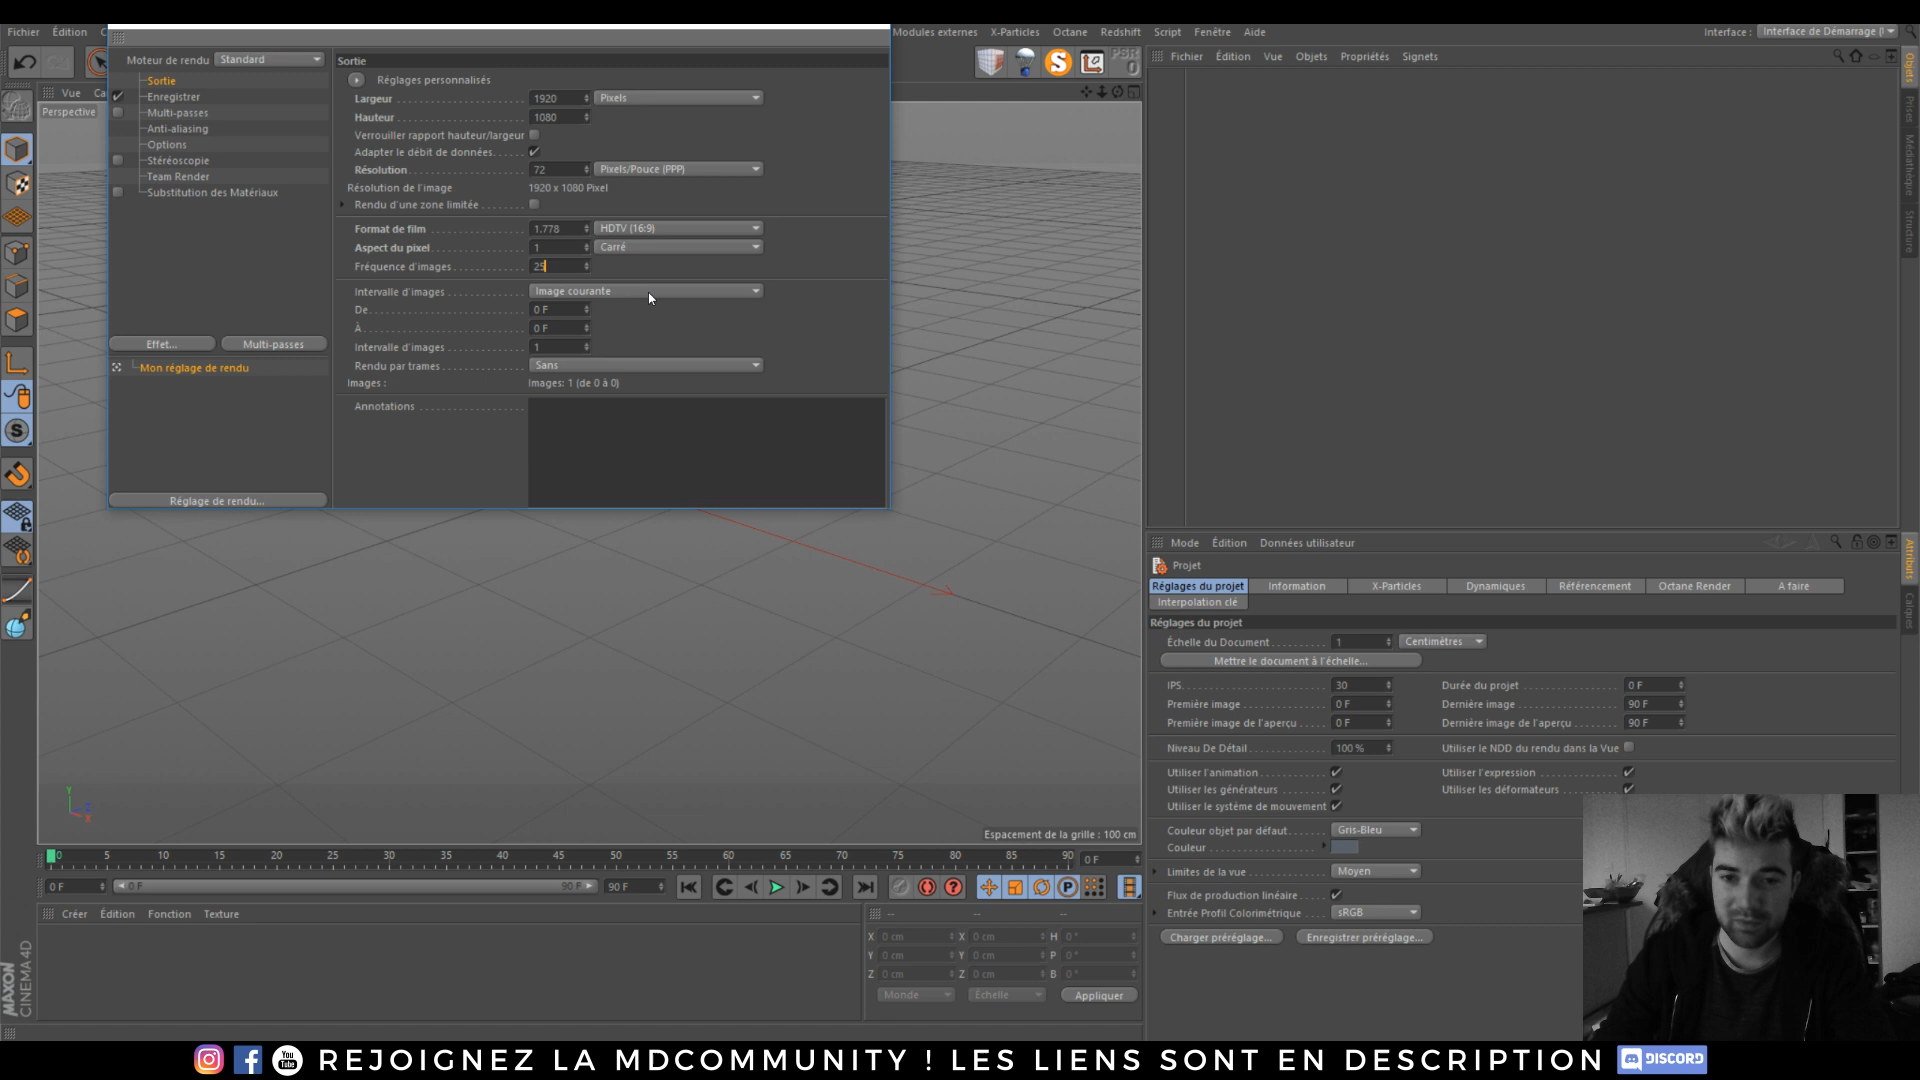 Fichier Édition C
Modules externes X-Particles Octane Redshift Script Fenêtre Aide
Interface : Interface de Démarrage (
Moteur de rendu Standard
Sortie
Enregistrer
Multi-passes
Anti-aliasing
Options
Stéréoscopie
Team Render
Substitution des Matériaux
Effet... Multi-passes
Mon réglage de rendu
Réglage de rendu...
Sortie
Réglages personnalisés
Largeur 1920 Pixels
Hauteur 1080
Verrouiller rapport hauteur/largeur
Adapter le débit de données
Résolution 72 Pixels/Pouce (PPP)
Résolution de l'image 1920 x 1080 Pixel
Rendu d'une zone limitée
Format de film 1.778 HDTV (16:9)
Aspect du pixel 1 Carré
Fréquence d'images 25
Intervalle d'images Image courante
De 0 F
À 0 F
Intervalle d'images 1
Rendu par trames Sans
Images : Images: 1 (de 0 à 0)
Annotations
Vue Ca
Perspective
S
S
PSR
0
Fichier Édition Vue Objets Propriétés Signets
Objets
Prises
Médiathèque
Structure
Y
Z
X
Espacement de la grille : 100 cm
0 5 10 15 20 25 30 35 40 45 50 55 60 65 70 75 80 85 90 0 F
0 F 0 F 90 F 90 F
?
P
Créer Édition Fonction Texture
-- -- --
X 0 cm X 0 cm H 0 °
Y 0 cm Y 0 cm P 0 °
Z 0 cm Z 0 cm B 0 °
Monde Échelle Appliquer
MAXON
CINEMA 4D
Mode Édition Données utilisateur
Projet
Réglages du projet Information X-Particles Dynamiques Référencement Octane Render A faire
Interpolation clé
Réglages du projet
Échelle du Document 1 Centimètres
Mettre le document à l'échelle...
IPS 30 Durée du projet 0 F
Première image 0 F Dernière image 90 F
Première image de l'aperçu 0 F Dernière image de l'aperçu 90 F
Niveau De Détail 100 % Utiliser le NDD du rendu dans la Vue
Utiliser l'animation Utiliser l'expression
Utiliser les générateurs Utiliser les déformateurs
Utiliser le système de mouvement
Couleur objet par défaut Gris-Bleu
Couleur
Limites de la vue Moyen
Flux de production linéaire
Entrée Profil Colorimétrique sRGB
Charger préréglage... Enregistrer préréglage...
Attributs
Calques
You Tube REJOIGNEZ LA MDCOMMUNITY ! LES LIENS SONT EN DESCRIPTION DISCORD